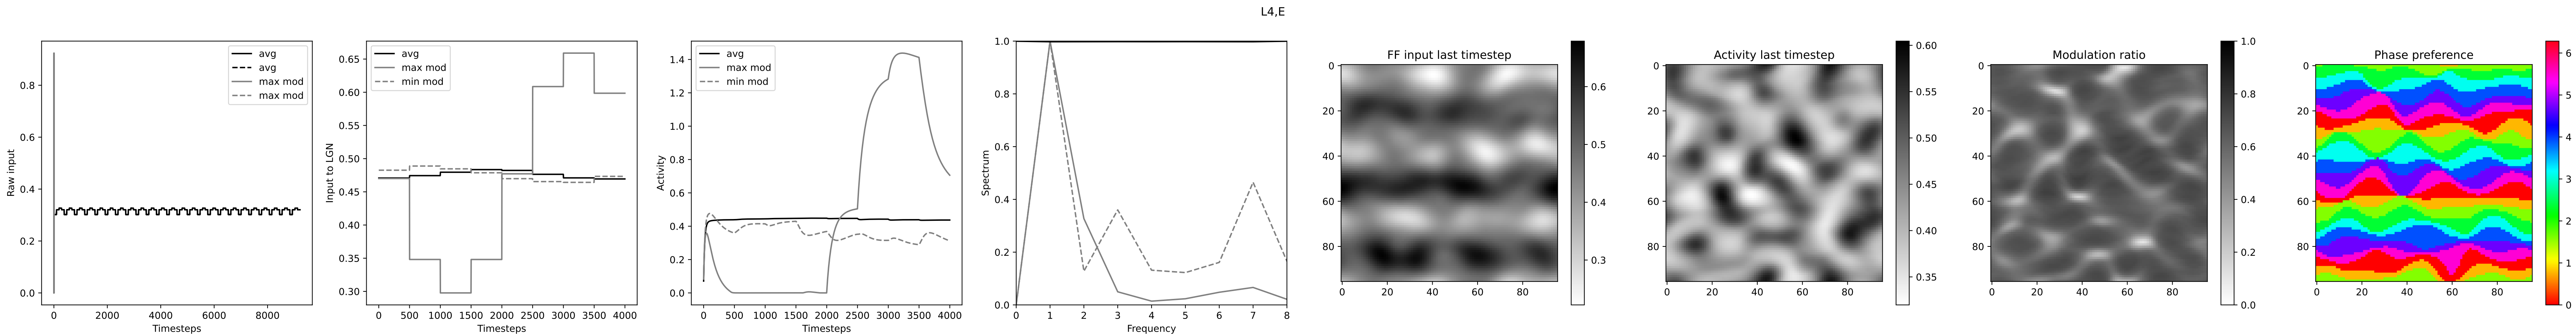 L4,E
avg
avg
max mod
max mod
Raw input
0.8
0.6
0.4
0.2
0.0
0 2000 4000 6000 8000
Timesteps
avg
max mod
min mod
Input to LGN
0.65
0.60
0.55
0.50
0.45
0.40
0.35
0.30
0 500 1000 1500 2000 2500 3000 3500 4000
Timesteps
avg
max mod
min mod
Activity
1.4
1.2
1.0
0.8
0.6
0.4
0.2
0.0
0 500 1000 1500 2000 2500 3000 3500 4000
Timesteps
Spectrum
1.0
0.8
0.6
0.4
0.2
0.0
0 1 2 3 4 5 6 7 8
Frequency
FF input last timestep
0
20
40
60
80
0 20 40 60 80
0.6
0.5
0.4
0.3
Activity last timestep
0
20
40
60
80
0 20 40 60 80
0.60
0.55
0.50
0.45
0.40
0.35
Modulation ratio
0
20
40
60
80
0 20 40 60 80
1.0
0.8
0.6
0.4
0.2
0.0
Phase preference
0
20
40
60
80
0 20 40 60 80
6
5
4
3
2
1
0